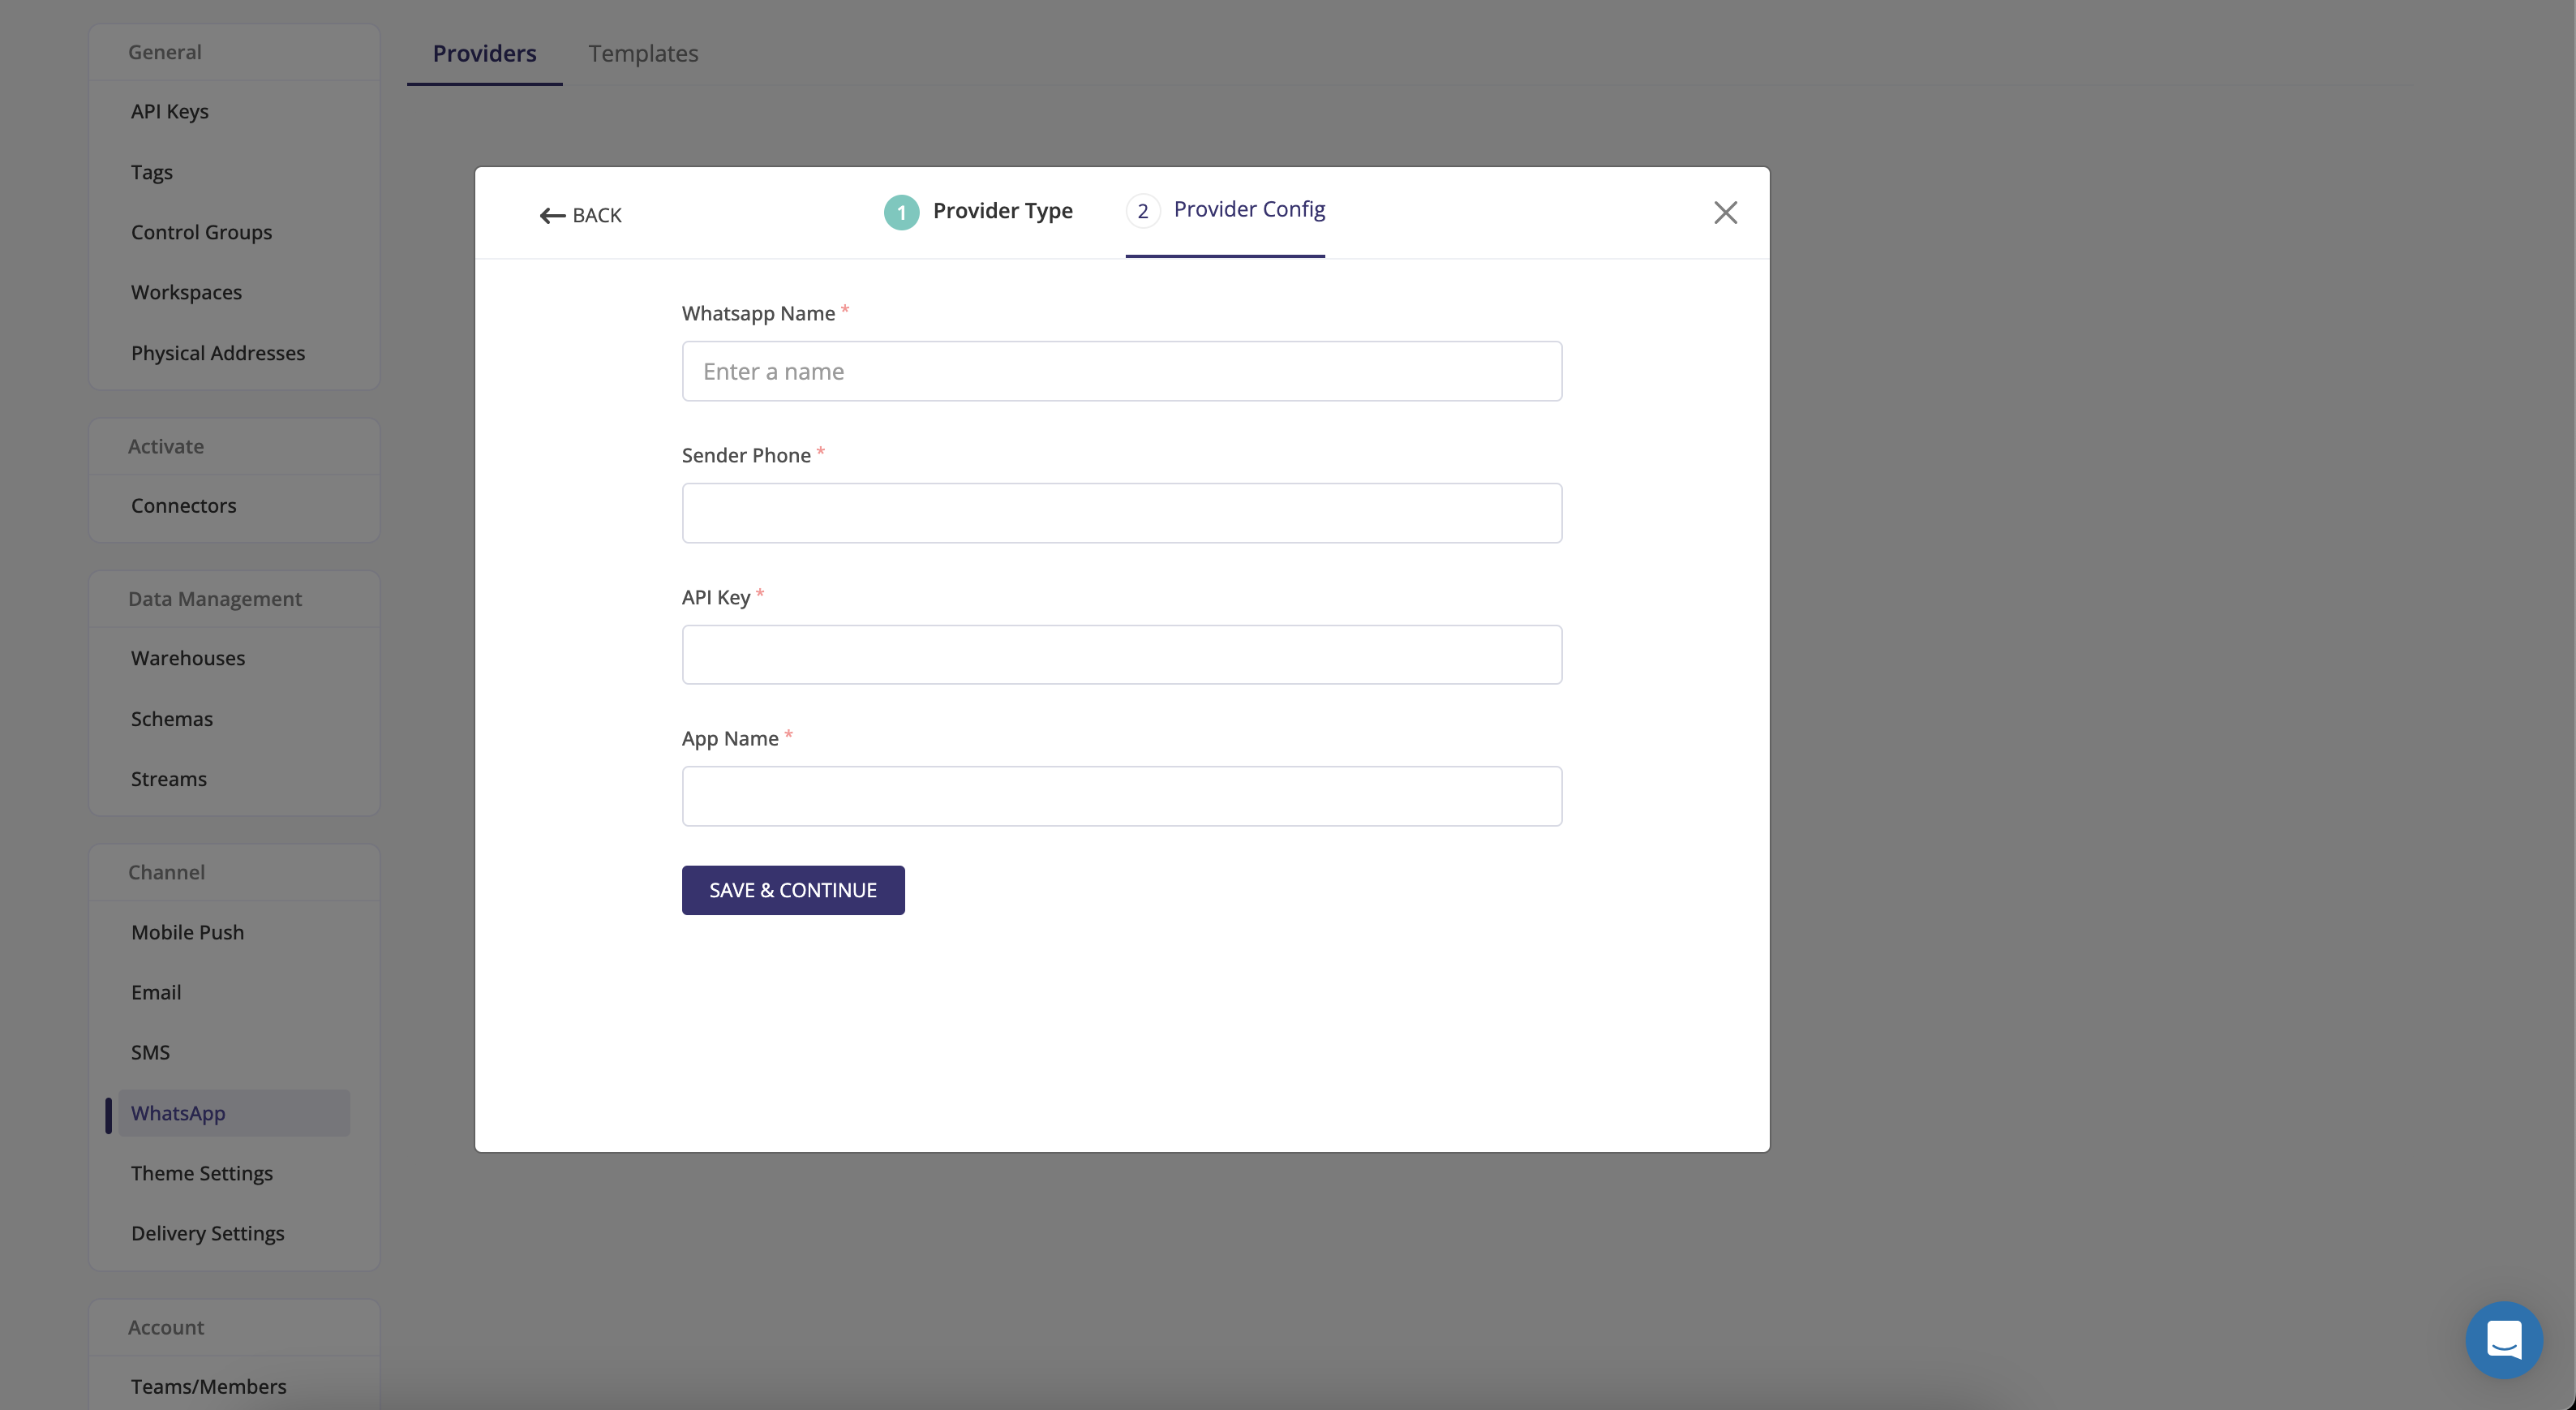 General
API Keys
Tags
Control Groups
Workspaces
Physical Addresses
Activate
Connectors
Data Management
Warehouses
Schemas
Streams
Channel
Mobile Push
Email
SMS
WhatsApp
Theme Settings
Delivery Settings
Account
Teams/Members
Providers Templates
BACK 1 Provider Type 2 Provider Config
Whatsapp Name *
Enter a name
Sender Phone *
API Key *
App Name *
SAVE & CONTINUE